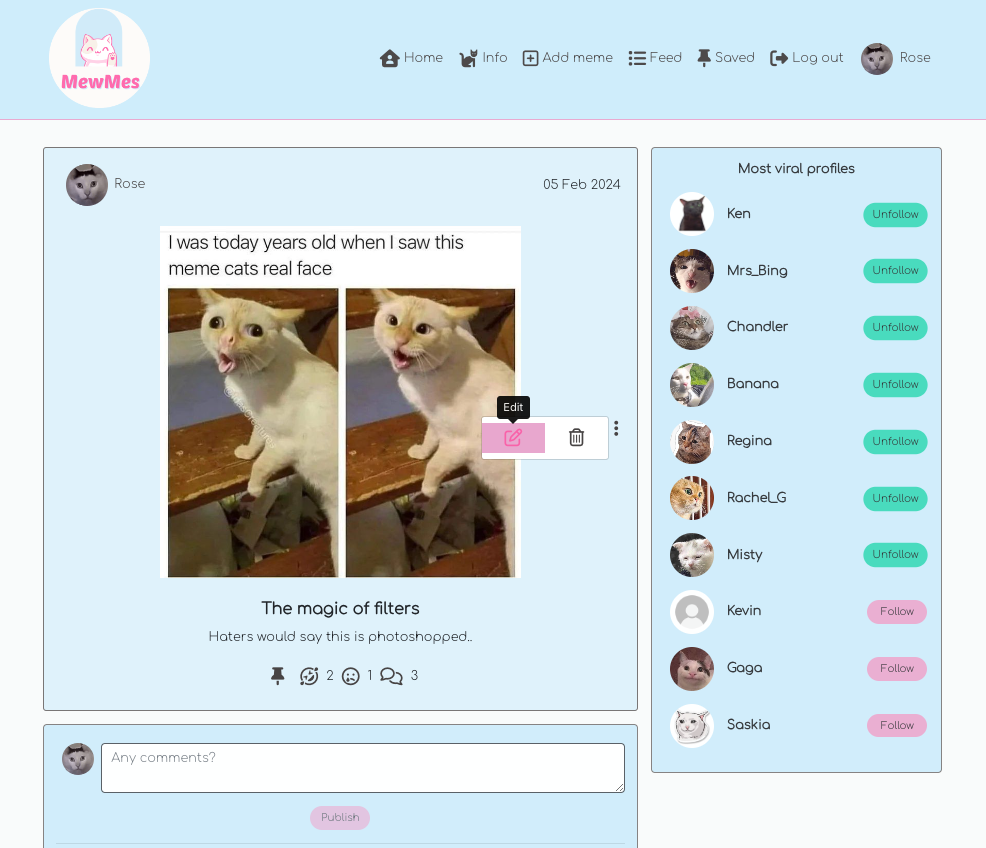 MewMes
Home
Info
Add meme
Feed
Saved
Log out
Rose
Rose
05 Feb 2024
I was today years old when I saw this
meme cats real face
Edit
The magic of filters
Haters would say this is photoshopped..
2
1
3
Any comments?
Publish
Most viral profiles
Ken
Unfollow
Mrs_Bing
Unfollow
Chandler
Unfollow
Banana
Unfollow
Regina
Unfollow
Rachel_G
Unfollow
Misty
Unfollow
Kevin
Follow
Gaga
Follow
Saskia
Follow